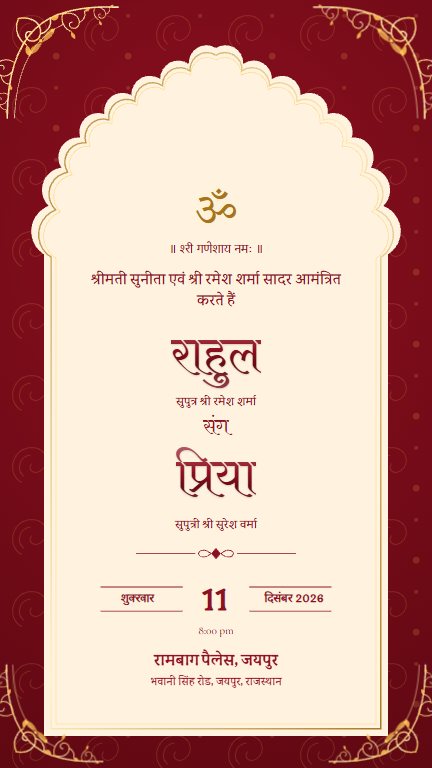 ॐ
॥ श्री गणेशाय नमः ॥
श्रीमती सुनीता एवं श्री रमेश शर्मा सादर आमंत्रित
करते हैं
राहुल
सुपुत्र श्री रमेश शर्मा
संग
प्रिया
सुपुत्री श्री सुरेश वर्मा
शुक्रवार 11 दिसंबर 2026
8:00 pm
रामबाग पैलेस, जयपुर
भवानी सिंह रोड, जयपुर, राजस्थान